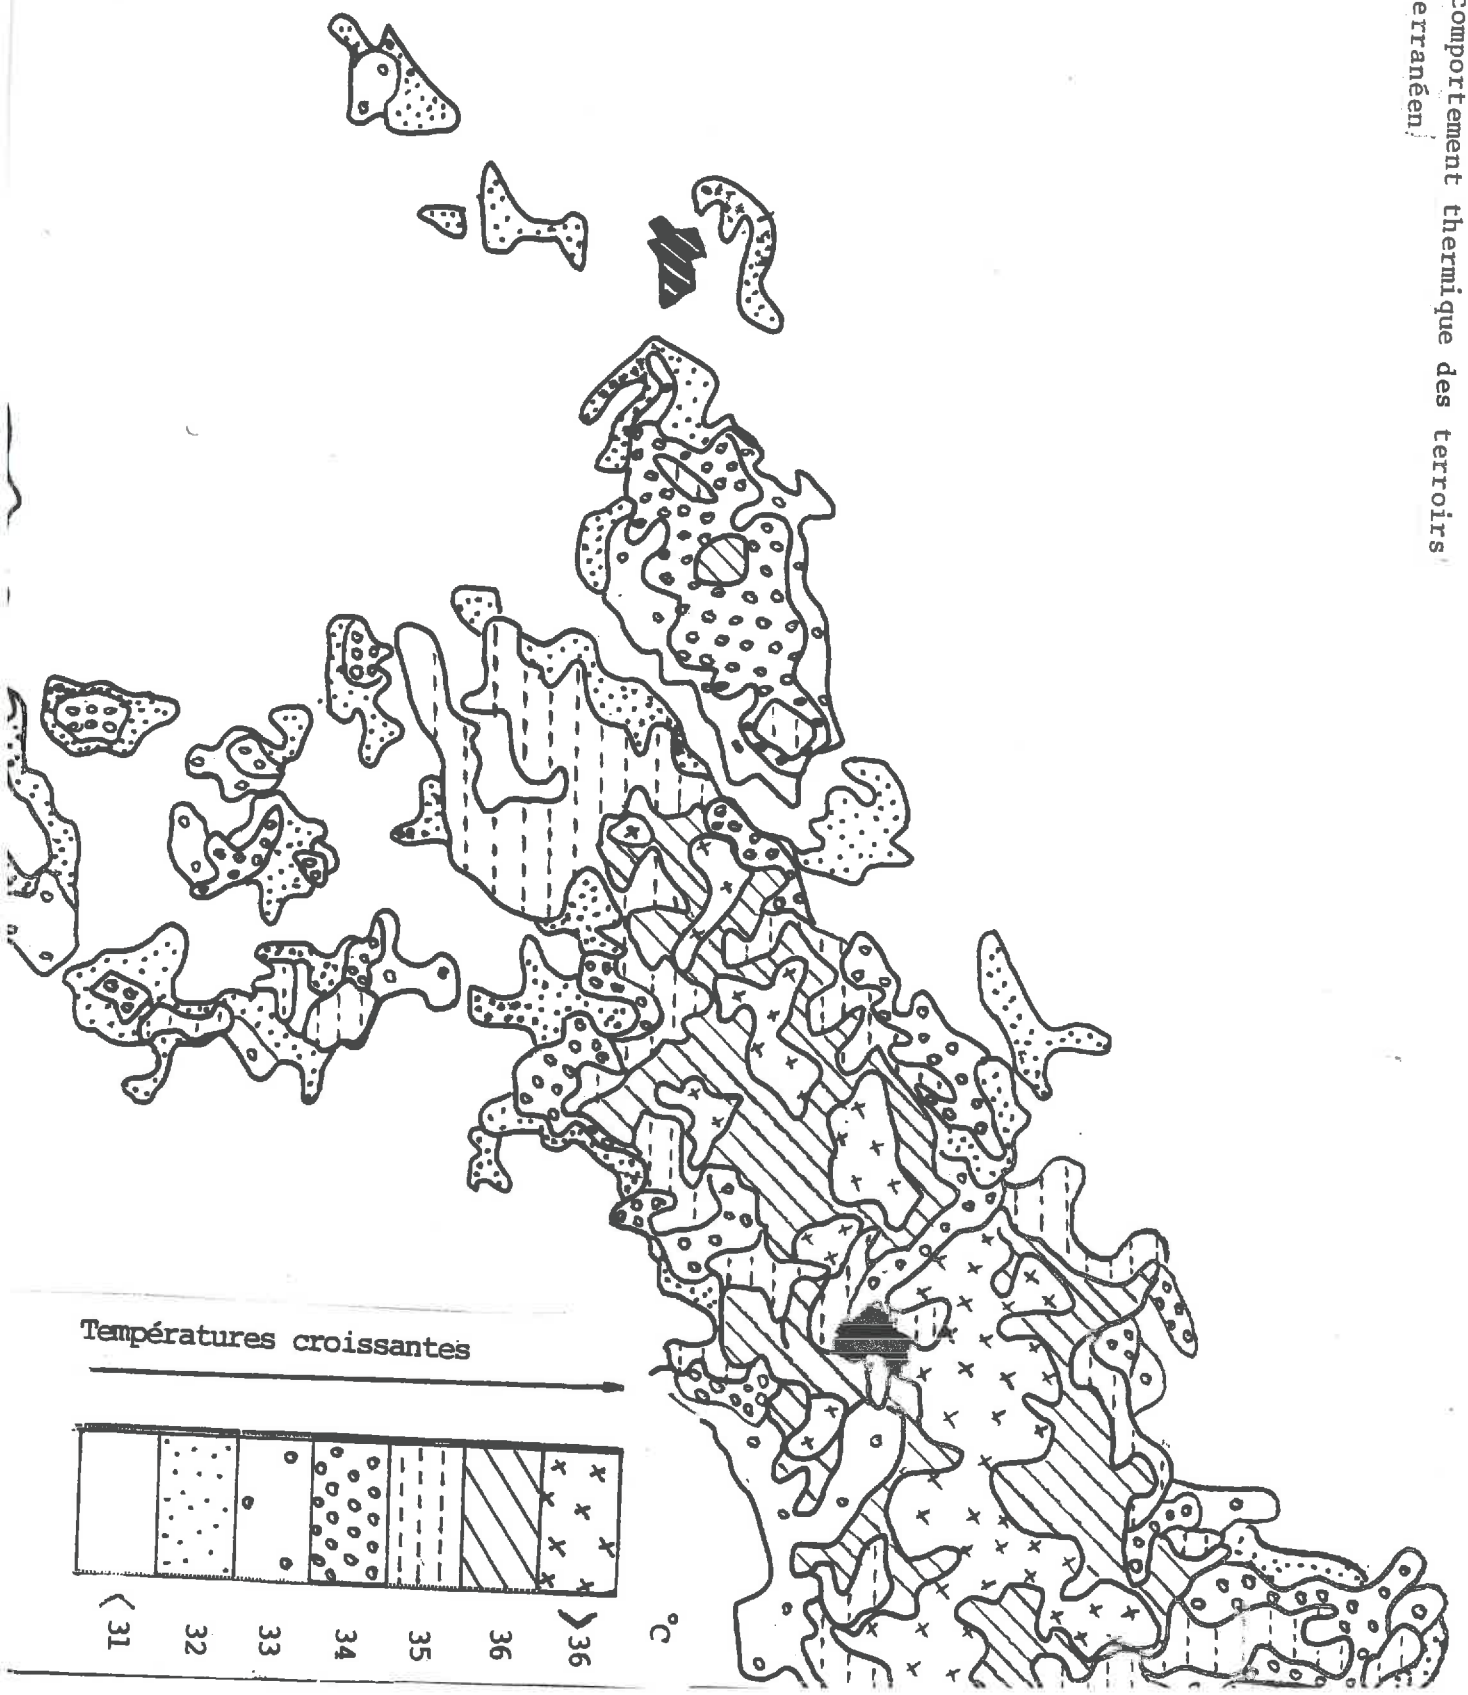 comportement thermique des terroirs
erranéen
Températures croissantes
<31
32
33
34
35
36
>36
°C